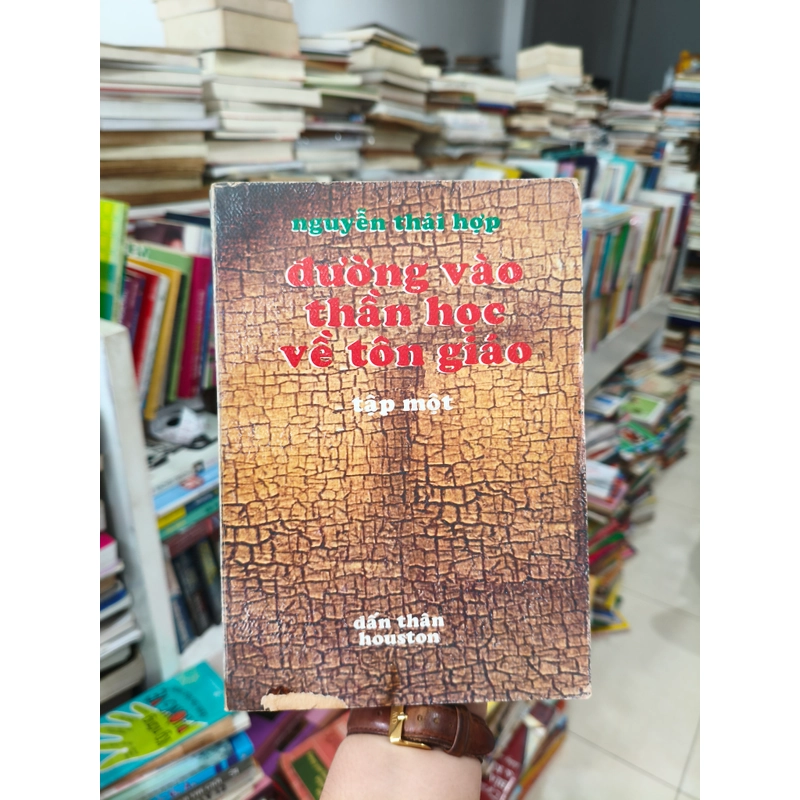 nguyễn thái hợp
đường vào
thần học
về tôn giáo
tập một
dấn thân
houston